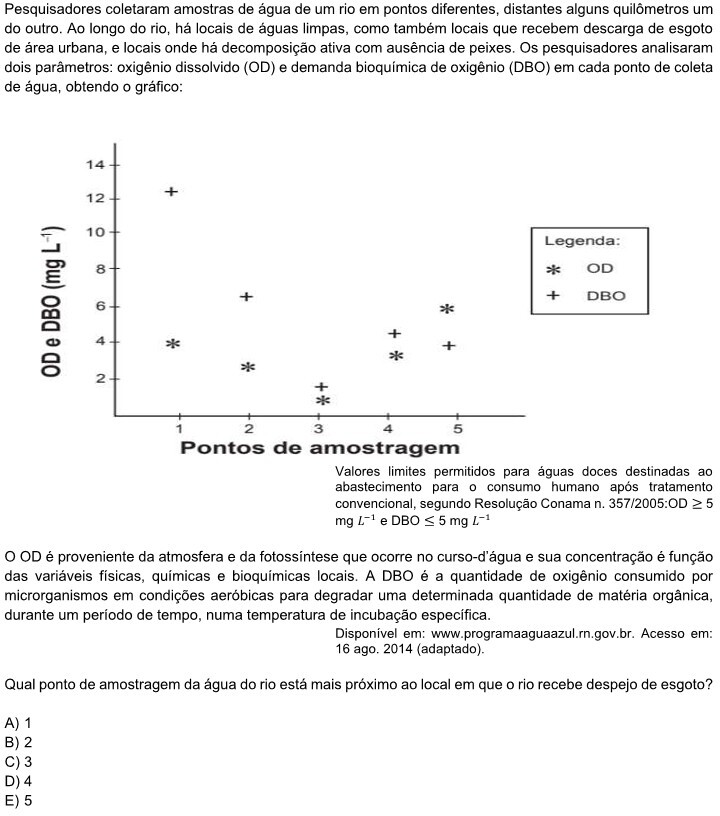 Pesquisadores coletaram amostras de água de um rio em pontos diferentes, distantes alguns quilômetros um
do outro. Ao longo do rio, há locais de águas limpas, como também locais que recebem descarga de esgoto
de área urbana, e locais onde há decomposição ativa com ausência de peixes. Os pesquisadores analisaram
dois parâmetros: oxigênio dissolvido (OD) e demanda bioquímica de oxigênio (DBO) em cada ponto de coleta
de água, obtendo o gráfico:
14
12
10
8
6
4
2
OD e DBO (mg L⁻¹)
Legenda:
* OD
+ DBO
1 2 3 4 5
Pontos de amostragem
Valores limites permitidos para águas doces destinadas ao
abastecimento para o consumo humano após tratamento
convencional, segundo Resolução Conama n. 357/2005:OD ≥ 5
mg L⁻¹ e DBO ≤ 5 mg L⁻¹
O OD é proveniente da atmosfera e da fotossíntese que ocorre no curso-d'água e sua concentração é função
das variáveis físicas, químicas e bioquímicas locais. A DBO é a quantidade de oxigênio consumido por
microrganismos em condições aeróbicas para degradar uma determinada quantidade de matéria orgânica,
durante um período de tempo, numa temperatura de incubação específica.
Disponível em: www.programaaguaazul.rn.gov.br. Acesso em:
16 ago. 2014 (adaptado).
Qual ponto de amostragem da água do rio está mais próximo ao local em que o rio recebe despejo de esgoto?
A) 1
B) 2
C) 3
D) 4
E) 5